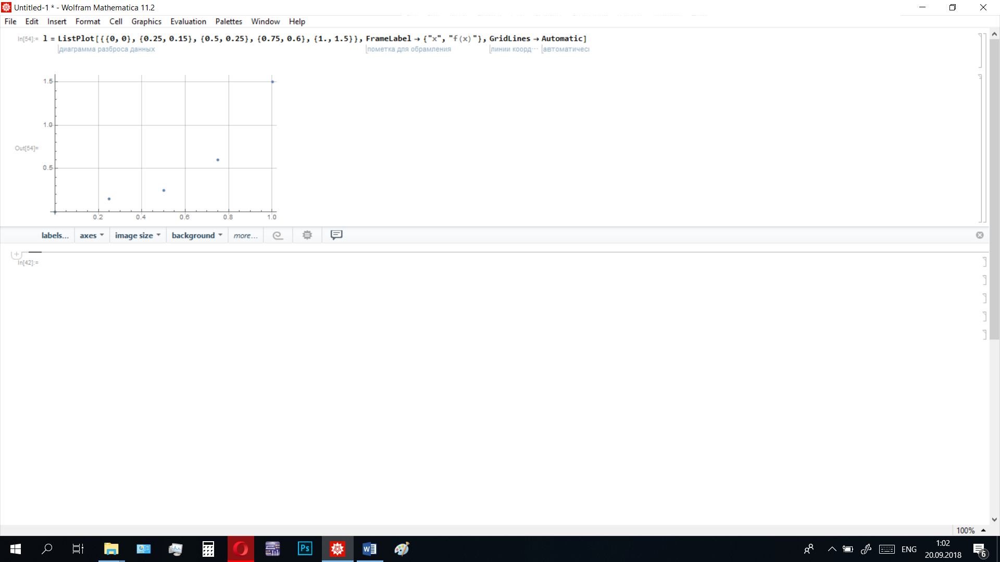 Untitled-1 * - Wolfram Mathematica 11.2
File Edit Insert Format Cell Graphics Evaluation Palettes Window Help
In[54]:= l = ListPlot[{{0, 0}, {0.25, 0.15}, {0.5, 0.25}, {0.75, 0.6}, {1., 1.5}}, FrameLabel → {"x", "f(x)"}, GridLines → Automatic]
диаграмма разброса данных пометка для обрамления линии коорд⋯ автоматичес
1.5
1.0
Out[54]=
0.5
0.2 0.4 0.6 0.8 1.0
labels... axes image size background more...
In[42]:=
100%
Ps
ENG
1:02
20.09.2018
6